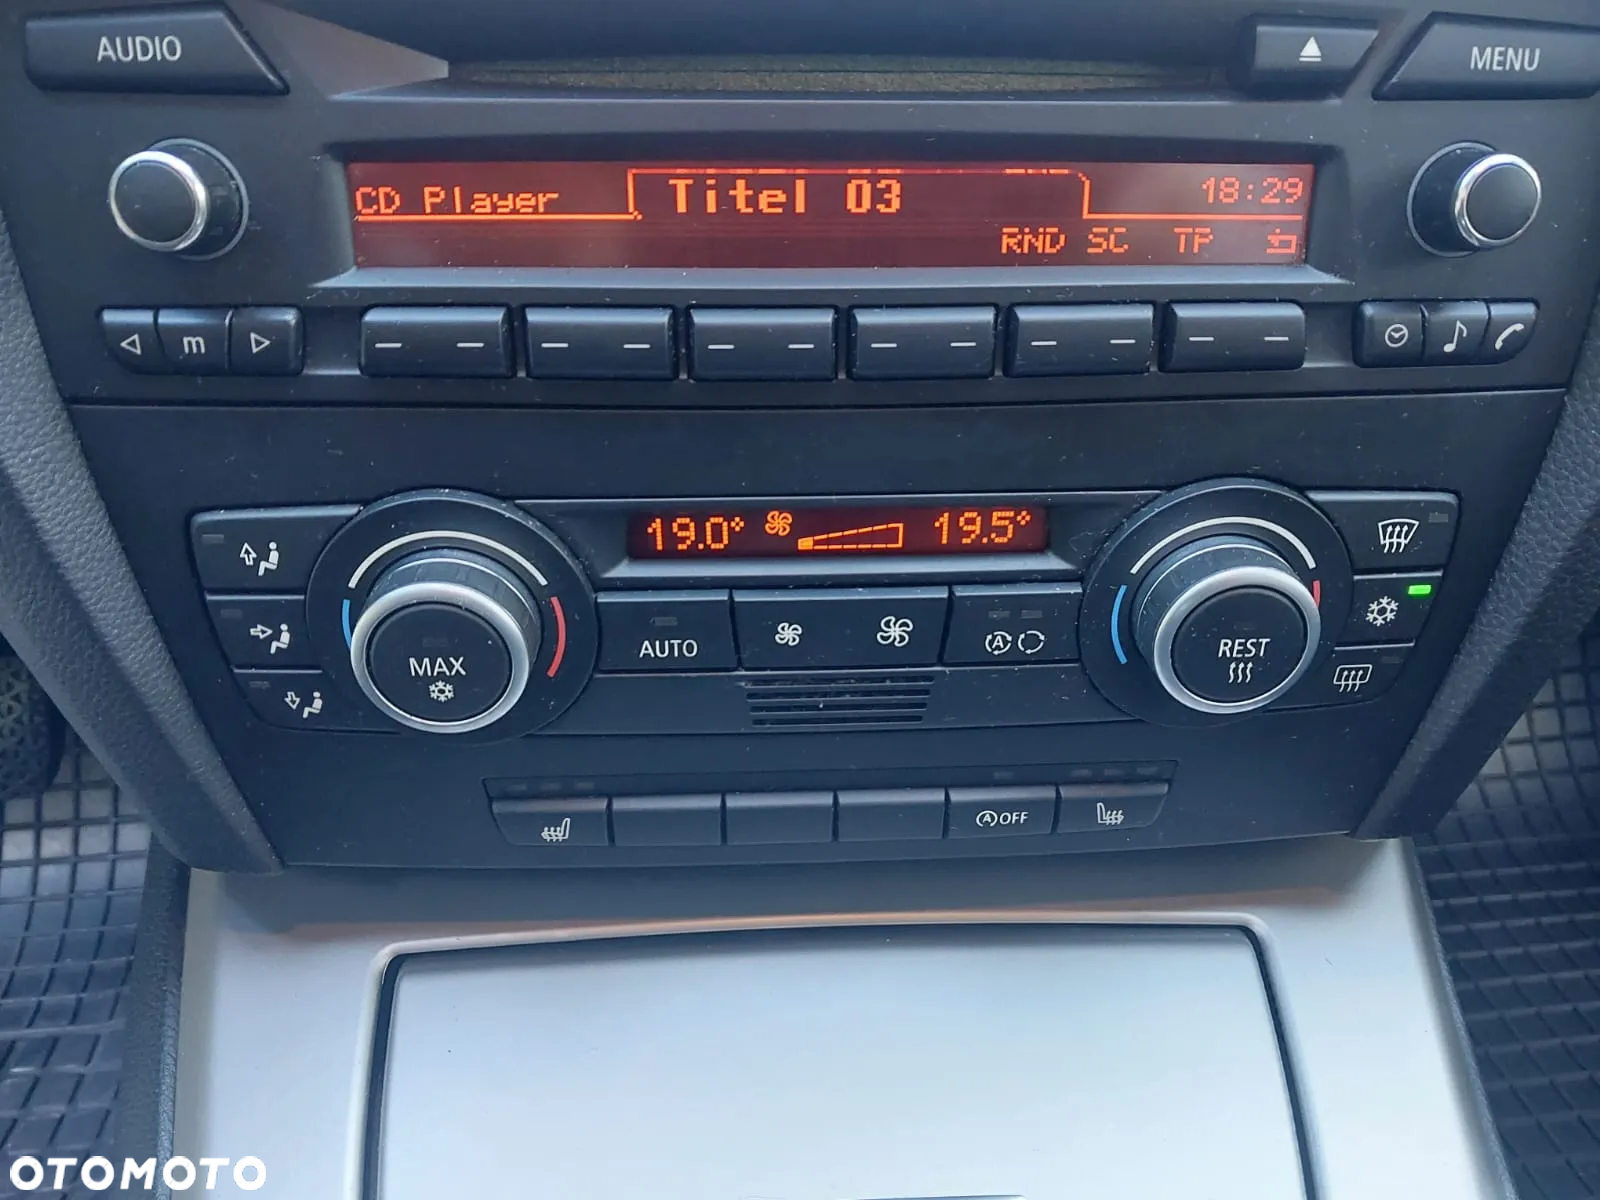 AUDIO
MENU
CD Player
Titel 03
18:29
RND SC TP
m
19.0°
19.5°
AUTO
A
MAX
REST
A OFF
OTOMOTO